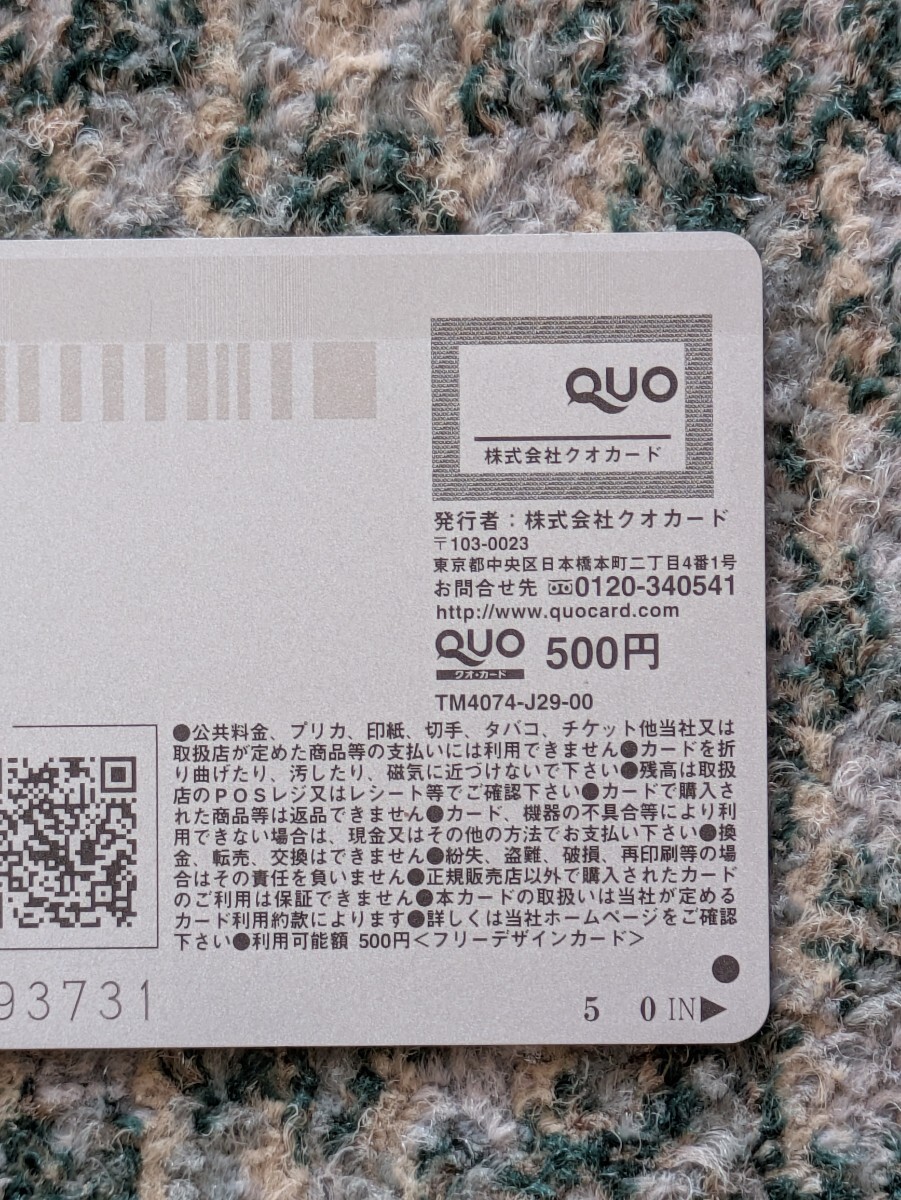 QUO
株式会社クオカード
発行者：株式会社クオカード
〒103-0023
東京都中央区日本橋本町二丁目4番1号
お問合せ先 0120-340541
http://www.quocard.com
QUO 500円
クオ・カード
TM4074-J29-00
●公共料金、プリカ、印紙、切手、タバコ、チケット他当社又は
取扱店が定めた商品等の支払いには利用できません●カードを折
り曲げたり、汚したり、磁気に近づけないで下さい●残高は取扱
店のPOSレジ又はレシート等でご確認下さい●カードで購入さ
れた商品等は返品できません●カード、機器の不具合等により利
用できない場合は、現金又はその他の方法でお支払い下さい●換
金、転売、交換はできません●紛失、盗難、破損、再印刷等の場
合はその責任を負いません●正規販売店以外で購入されたカード
のご利用は保証できません●本カードの取扱いは当社が定める
カード利用約款によります●詳しくは当社ホームページをご確認
下さい●利用可能額 500円＜フリーデザインカード＞
93731
5 0 IN▶